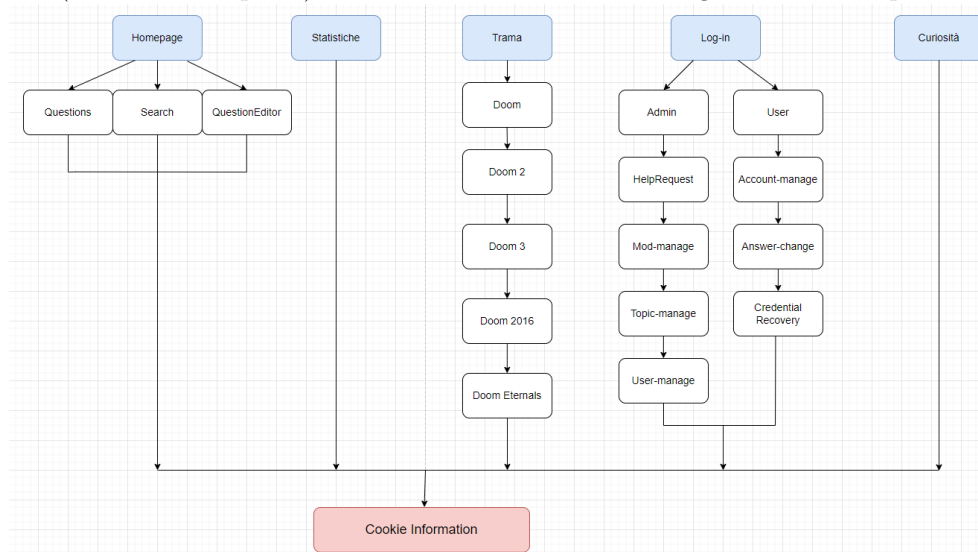 Homepage
Statistiche
Trama
Log-in
Curiosità
Questions
Search
QuestionEditor
Doom
Admin
User
Doom 2
HelpRequest
Account-manage
Doom 3
Mod-manage
Answer-change
Doom 2016
Topic-manage
Credential
Recovery
Doom Eternals
User-manage
Cookie Information